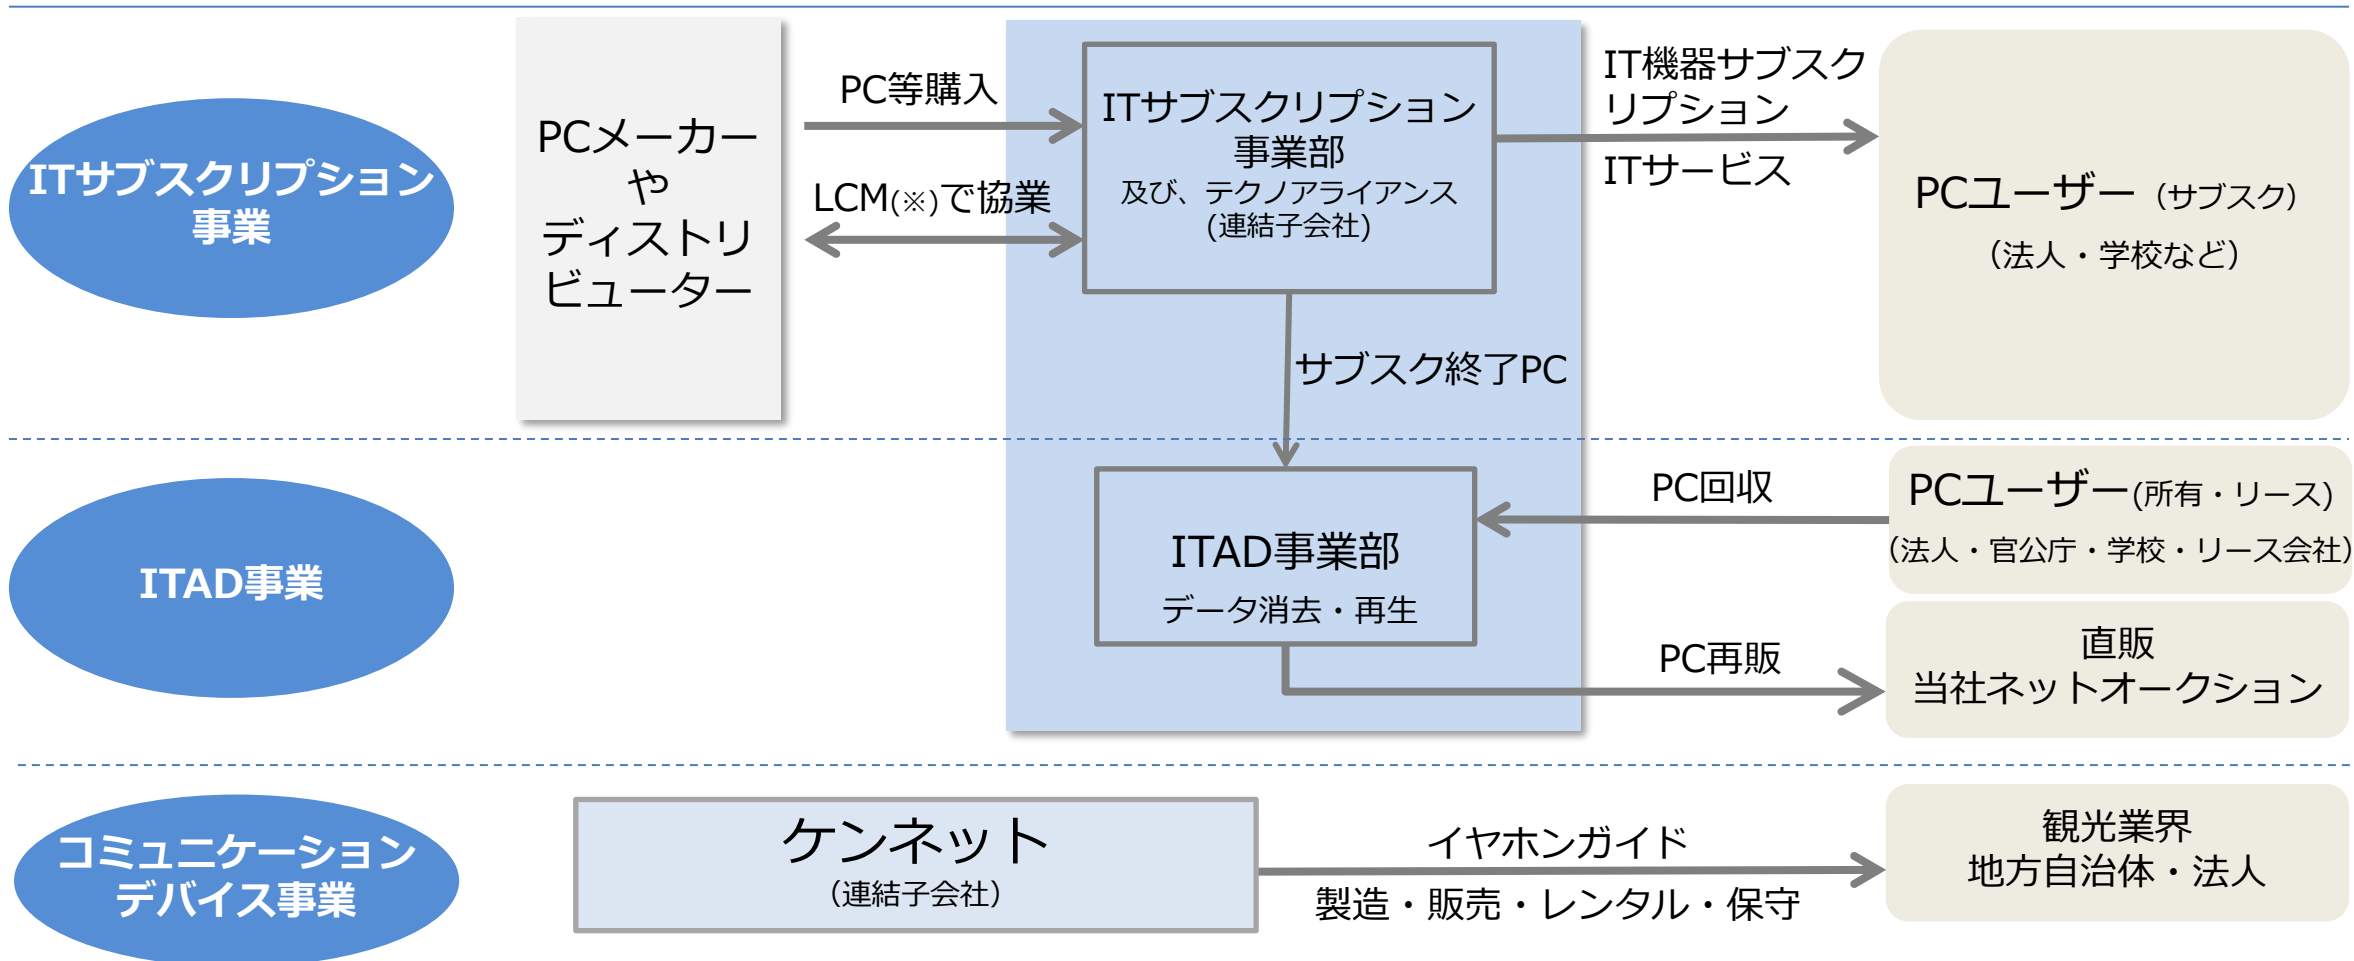 ITサブスクリプション
事業
PCメーカー
や
ディストリ
ビューター
PC等購入
LCM(※)で協業
ITサブスクリプション
事業部
及び、テクノアライアンス
(連結子会社)
IT機器サブスク
リプション
ITサービス
PCユーザー（サブスク）
（法人・学校など）
サブスク終了PC
ITAD事業
ITAD事業部
データ消去・再生
PC回収
PCユーザー(所有・リース)
（法人・官公庁・学校・リース会社）
PC再販
直販
当社ネットオークション
コミュニケーション
デバイス事業
ケンネット
（連結子会社）
イヤホンガイド
製造・販売・レンタル・保守
観光業界
地方自治体・法人